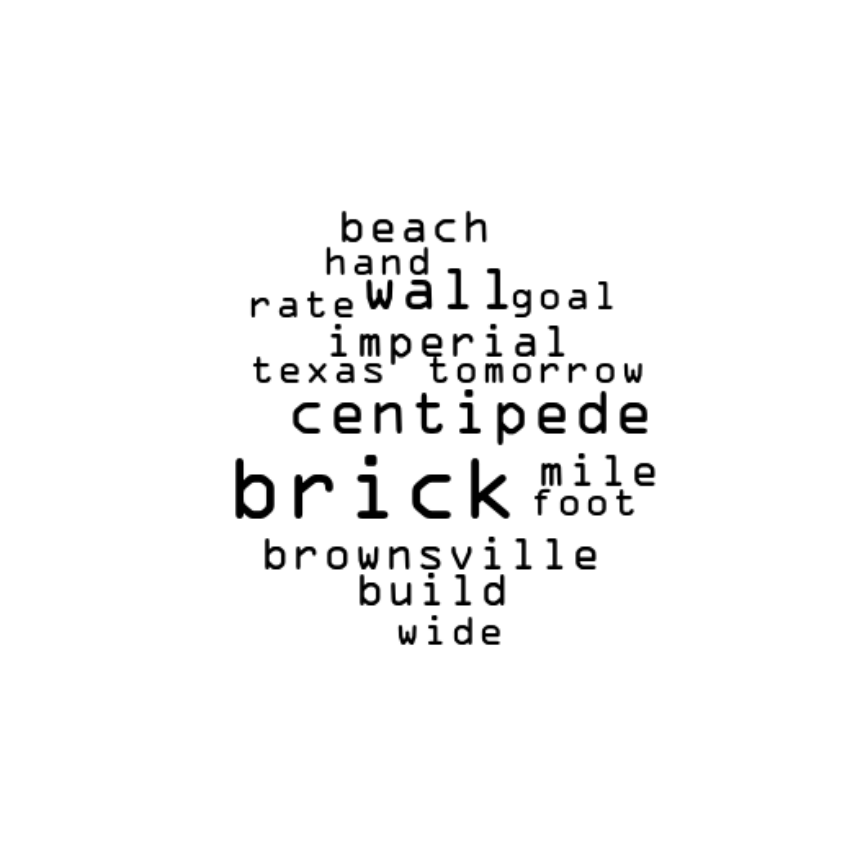 beach
hand
rate wall goal
imperial
texas tomorrow
centipede
brick mile
foot
brownsville
build
wide